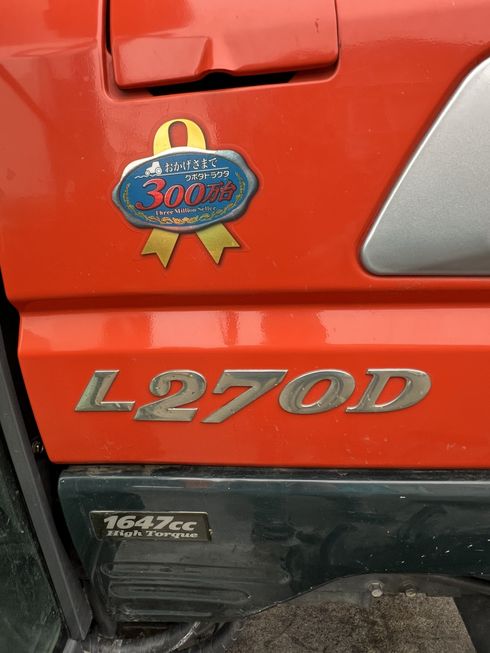 おかげさまで
クボタトラクタ
300万台
Three Million Seller
L270D
1647cc
High Torque